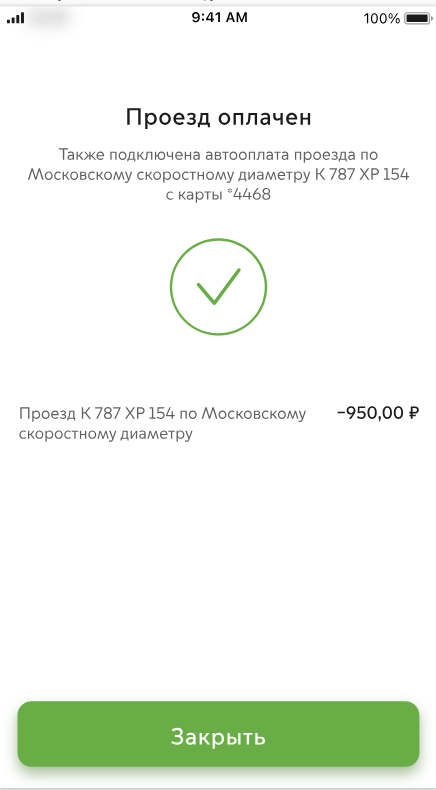 9:41 AM 100%
Проезд оплачен
Также подключена автооплата проезда по
Московскому скоростному диаметру К 787 ХР 154
с карты *4468
Проезд К 787 ХР 154 по Московскому −950,00 ₽
скоростному диаметру
Закрыть